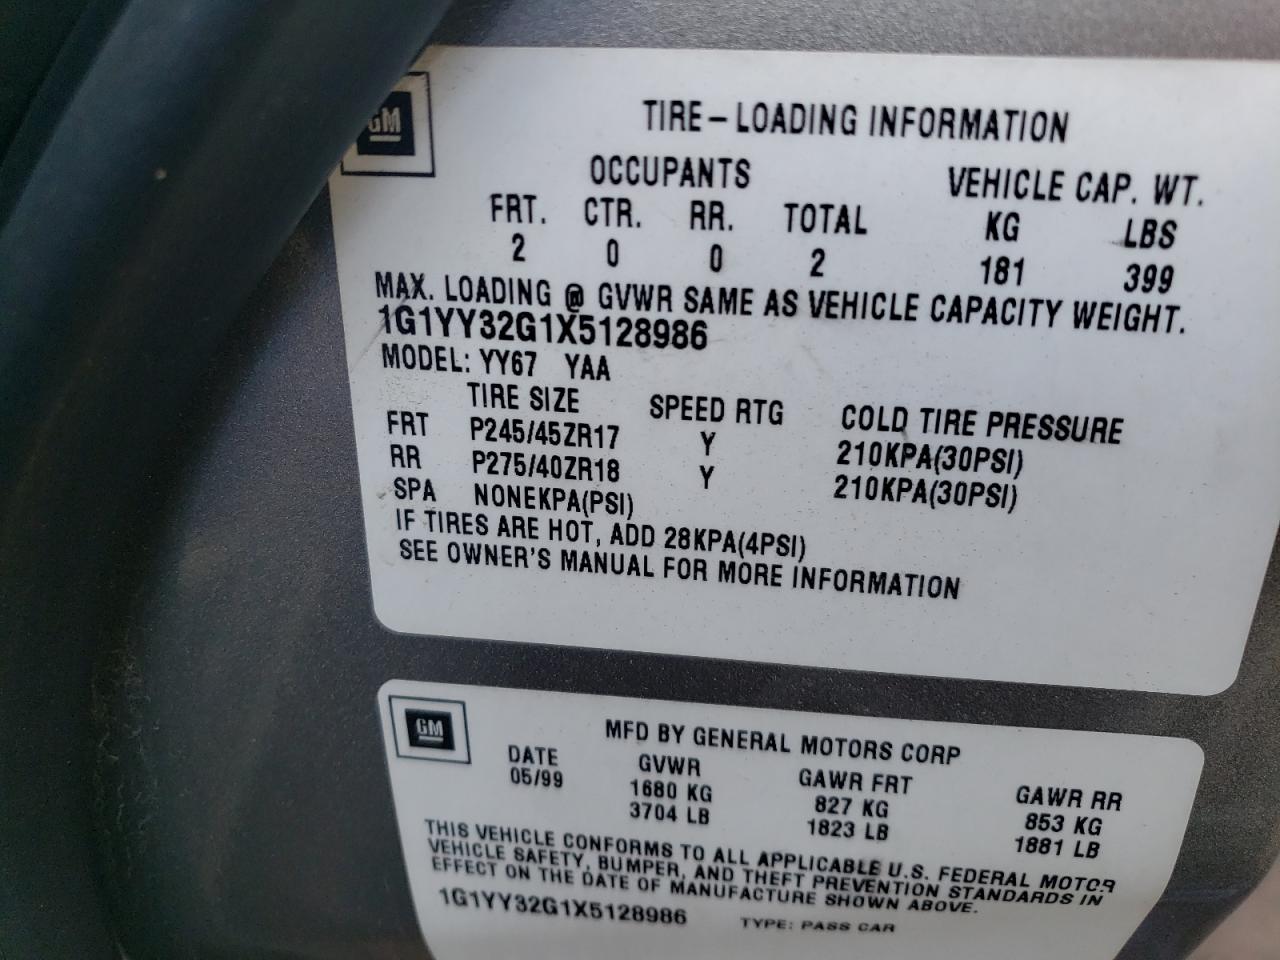 GM
TIRE-LOADING INFORMATION
OCCUPANTS VEHICLE CAP. WT.
FRT. CTR. RR. TOTAL KG LBS
2 0 0 2 181 399
MAX. LOADING @ GVWR SAME AS VEHICLE CAPACITY WEIGHT.
1G1YY32G1X5128986
MODEL: YY67 YAA
TIRE SIZE SPEED RTG COLD TIRE PRESSURE
FRT P245/45ZR17 Y 210KPA(30PSI)
RR P275/40ZR18 Y 210KPA(30PSI)
SPA NONEKPA(PSI)
IF TIRES ARE HOT, ADD 28KPA(4PSI)
SEE OWNER'S MANUAL FOR MORE INFORMATION
GM
MFD BY GENERAL MOTORS CORP
DATE GVWR GAWR FRT GAWR RR
05/99 1680 KG 827 KG 853 KG
3704 LB 1823 LB 1881 LB
THIS VEHICLE CONFORMS TO ALL APPLICABLE U.S. FEDERAL MOTOR
VEHICLE SAFETY, BUMPER, AND THEFT PREVENTION STANDARDS IN
EFFECT ON THE DATE OF MANUFACTURE SHOWN ABOVE.
1G1YY32G1X5128986 TYPE: PASS CAR